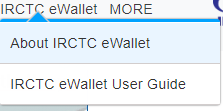 IRCTC eWallet MORE
About IRCTC eWallet
IRCTC eWallet User Guide